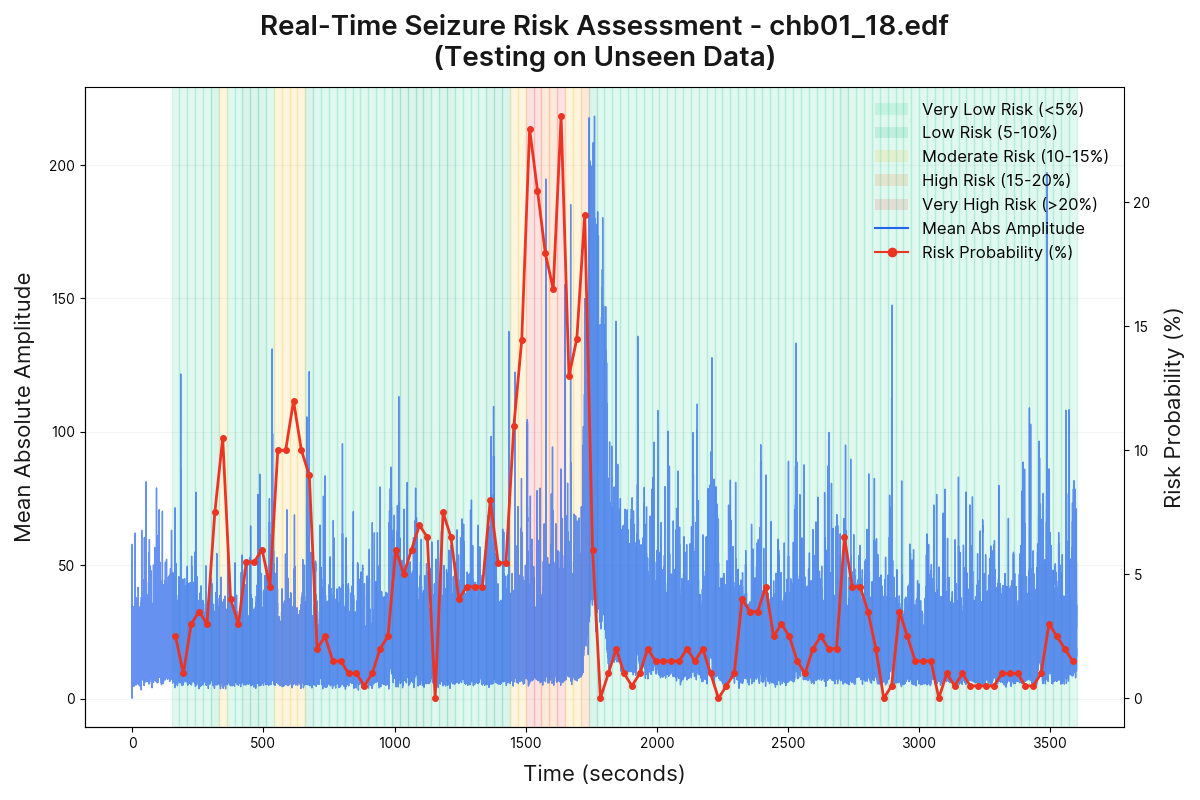 Real-Time Seizure Risk Assessment - chb01_18.edf
(Testing on Unseen Data)
Very Low Risk (<5%)
Low Risk (5-10%)
Moderate Risk (10-15%)
High Risk (15-20%)
Very High Risk (>20%)
Mean Abs Amplitude
Risk Probability (%)
Mean Absolute Amplitude
200
150
100
50
0
Risk Probability (%)
20
15
10
5
0
0 500 1000 1500 2000 2500 3000 3500
Time (seconds)